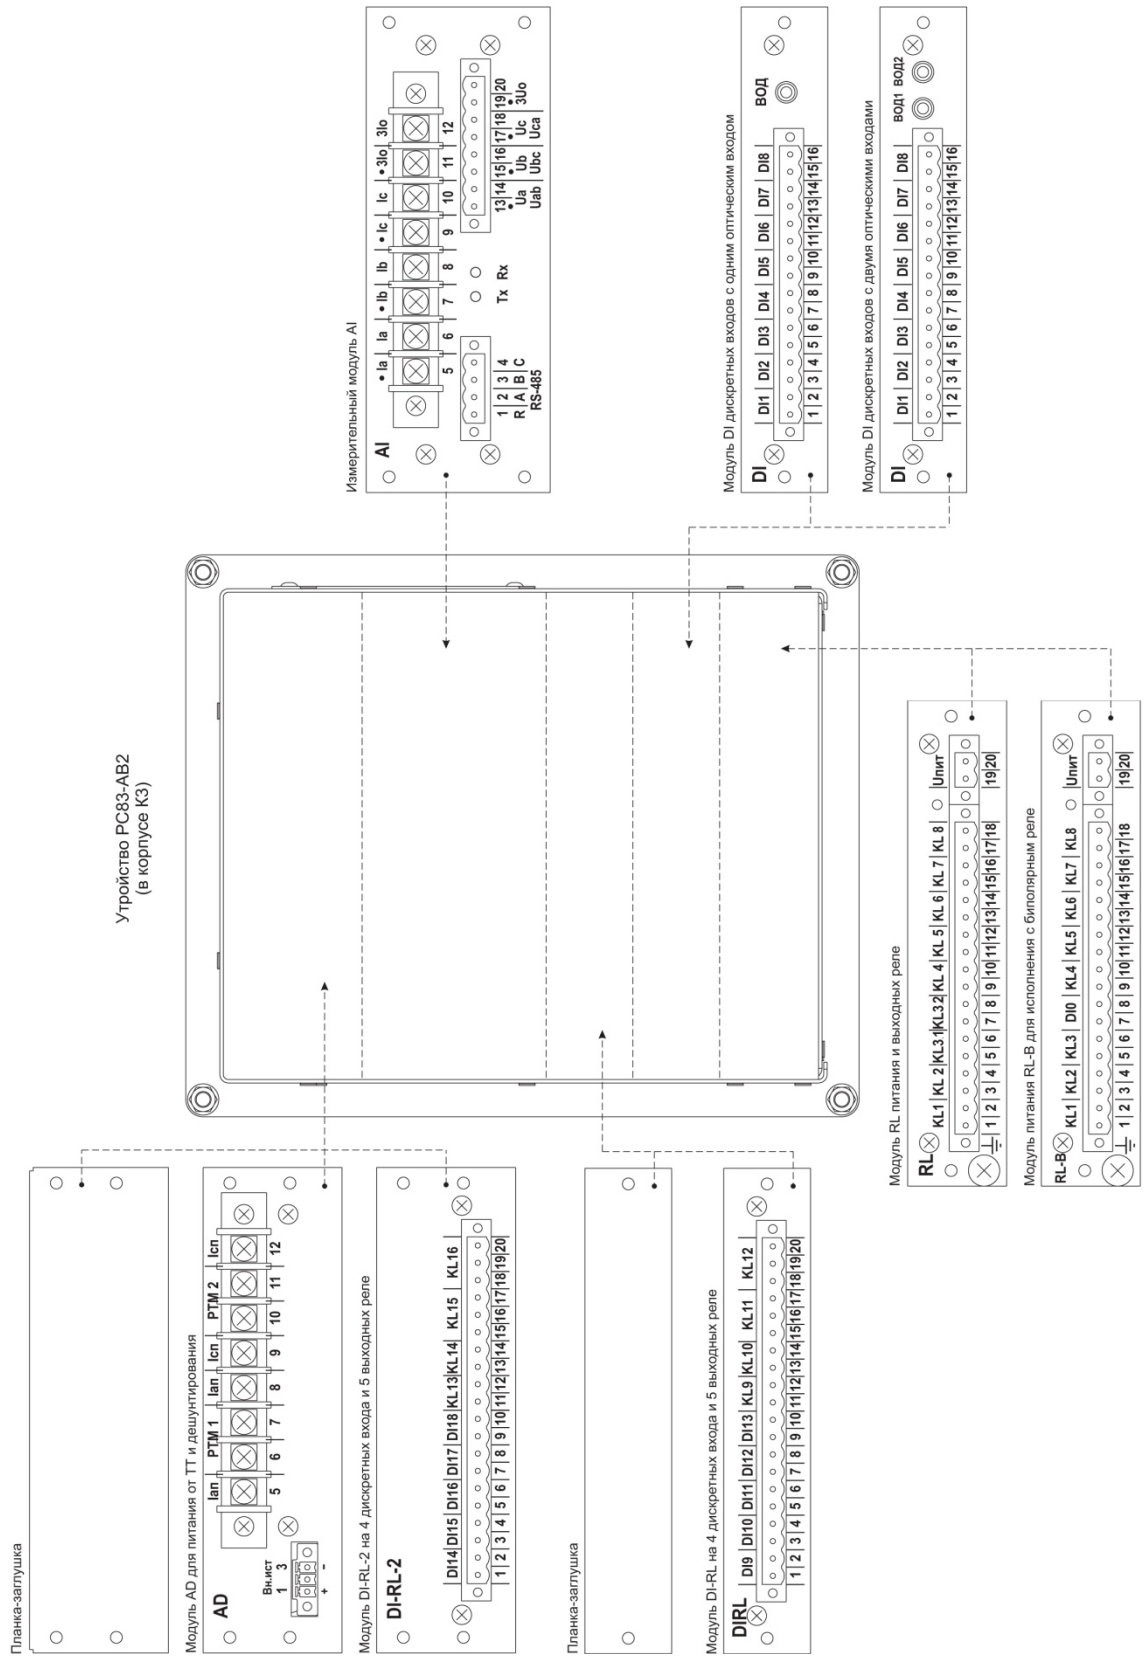 Утройство РС83-АВ2
(в корпусе К3)
Планка-заглушка
Модуль AD для питания от ТТ и дешунтирования
AD
Iап РТМ 1 Iап Iсп РТМ 2 Iсп
5 6 7 8 9 10 11 12
Вн.ист
1 3
+ -
Модуль DI-RL-2 на 4 дискретных входа и 5 выходных реле
DI-RL-2
DI14|DI15|DI16|DI17|DI18|KL13|KL14| KL15 | KL16
1|2|3|4|5|6|7|8|9|10|11|12|13|14|15|16|17|18|19|20
Планка-заглушка
Модуль DI-RL на 4 дискретных входа и 5 выходных реле
DIRL
DI9 |DI10|DI11|DI12|DI13|KL9|KL10| KL11 | KL12
1|2|3|4|5|6|7|8|9|10|11|12|13|14|15|16|17|18|19|20
Измерительный модуль AI
AI
• Ia | Ia | • Ib | Ib | • Ic | Ic | • 3Io | 3Io
5 6 7 8 9 10 11 12
1 2 3 4
R|A|B|C
RS-485
Tx Rx
13|14|15|16|17|18|19|20
• Ua • Ub • Uc • 3Uo
Uab Ubc Uca
Модуль DI дискретных входов с одним оптическим входом
DI
DI1 | DI2 | DI3 | DI4 | DI5 | DI6 | DI7 | DI8
ВОД
1|2|3|4|5|6|7|8|9|10|11|12|13|14|15|16
Модуль DI дискретных входов с двумя оптическими входами
DI
DI1 | DI2 | DI3 | DI4 | DI5 | DI6 | DI7 | DI8
ВОД1 ВОД2
1|2|3|4|5|6|7|8|9|10|11|12|13|14|15|16
Модуль RL питания и выходных реле
RL
KL1|KL 2|KL31|KL32|KL 4|KL 5|KL 6|KL 7|KL 8
Uпит
1|2|3|4|5|6|7|8|9|10|11|12|13|14|15|16|17|18
19|20
Модуль питания RL-B для исполнения с биполярным реле
RL-B
KL1|KL2|KL3|DI0|KL4|KL5|KL6|KL7|KL8
Uпит
1|2|3|4|5|6|7|8|9|10|11|12|13|14|15|16|17|18
19|20